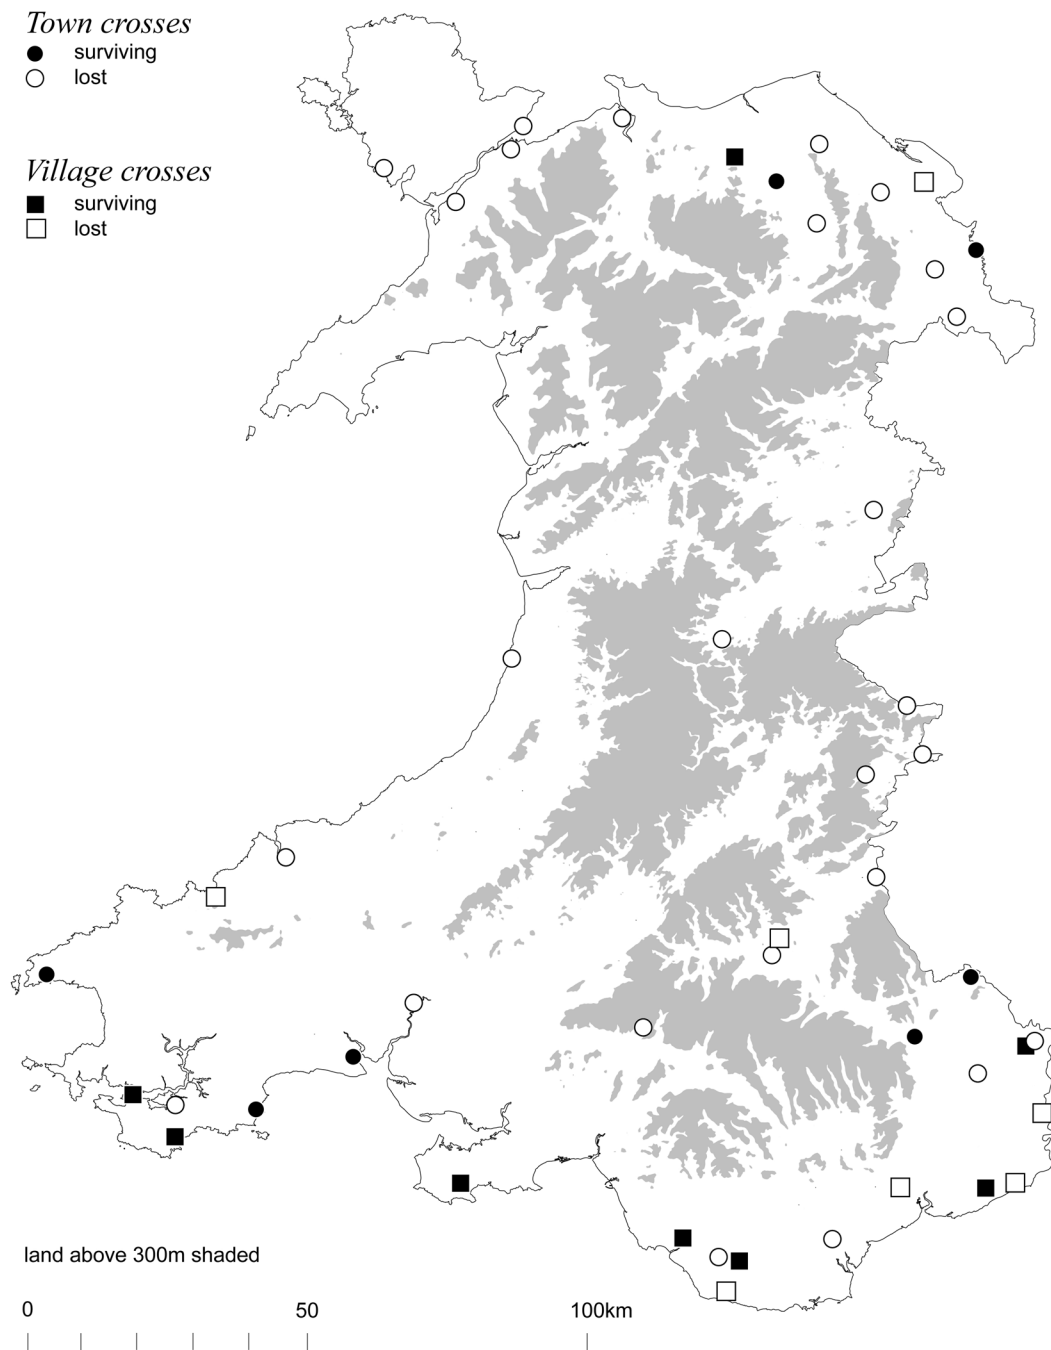 Town crosses
surviving
lost
Village crosses
surviving
lost
land above 300m shaded
0 50 100km